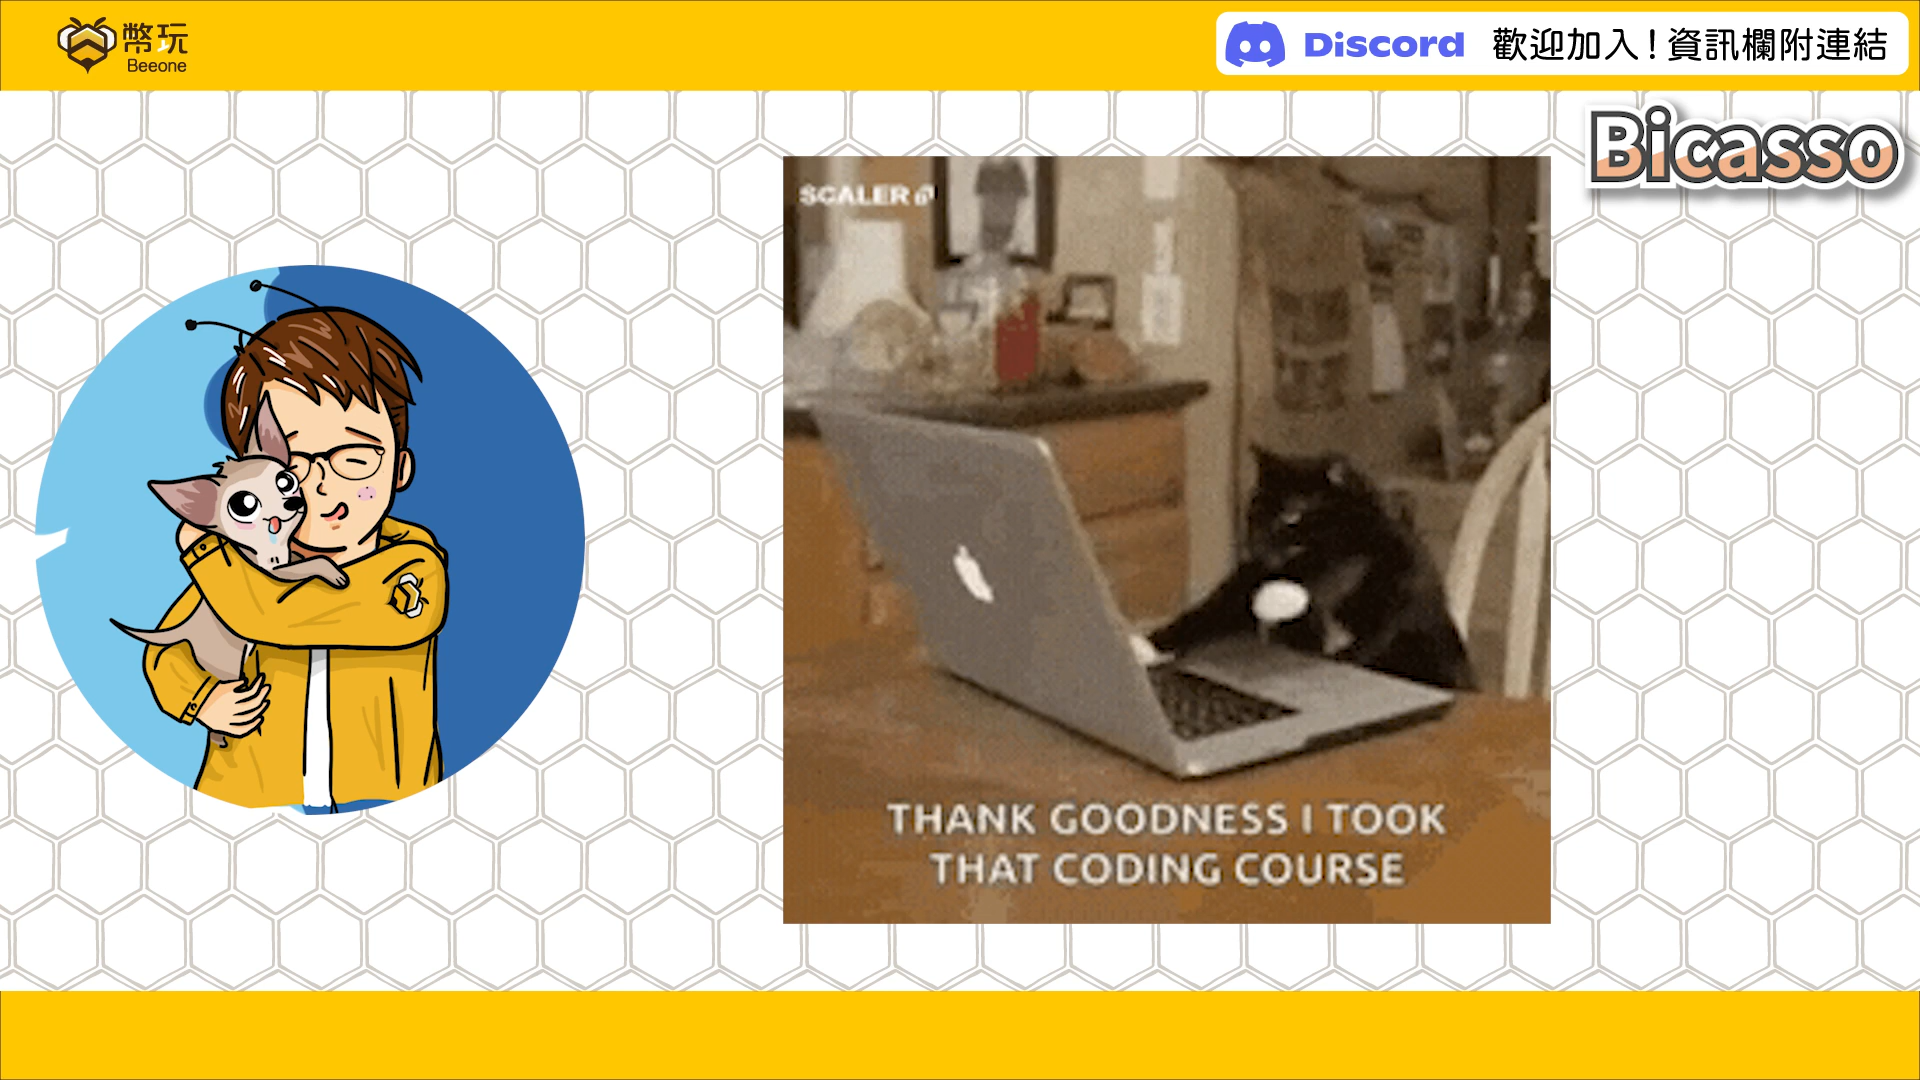 幣玩
Beeone
Discord 歡迎加入！資訊欄附連結
Bicasso
SCALER
THANK GOODNESS I TOOK
THAT CODING COURSE